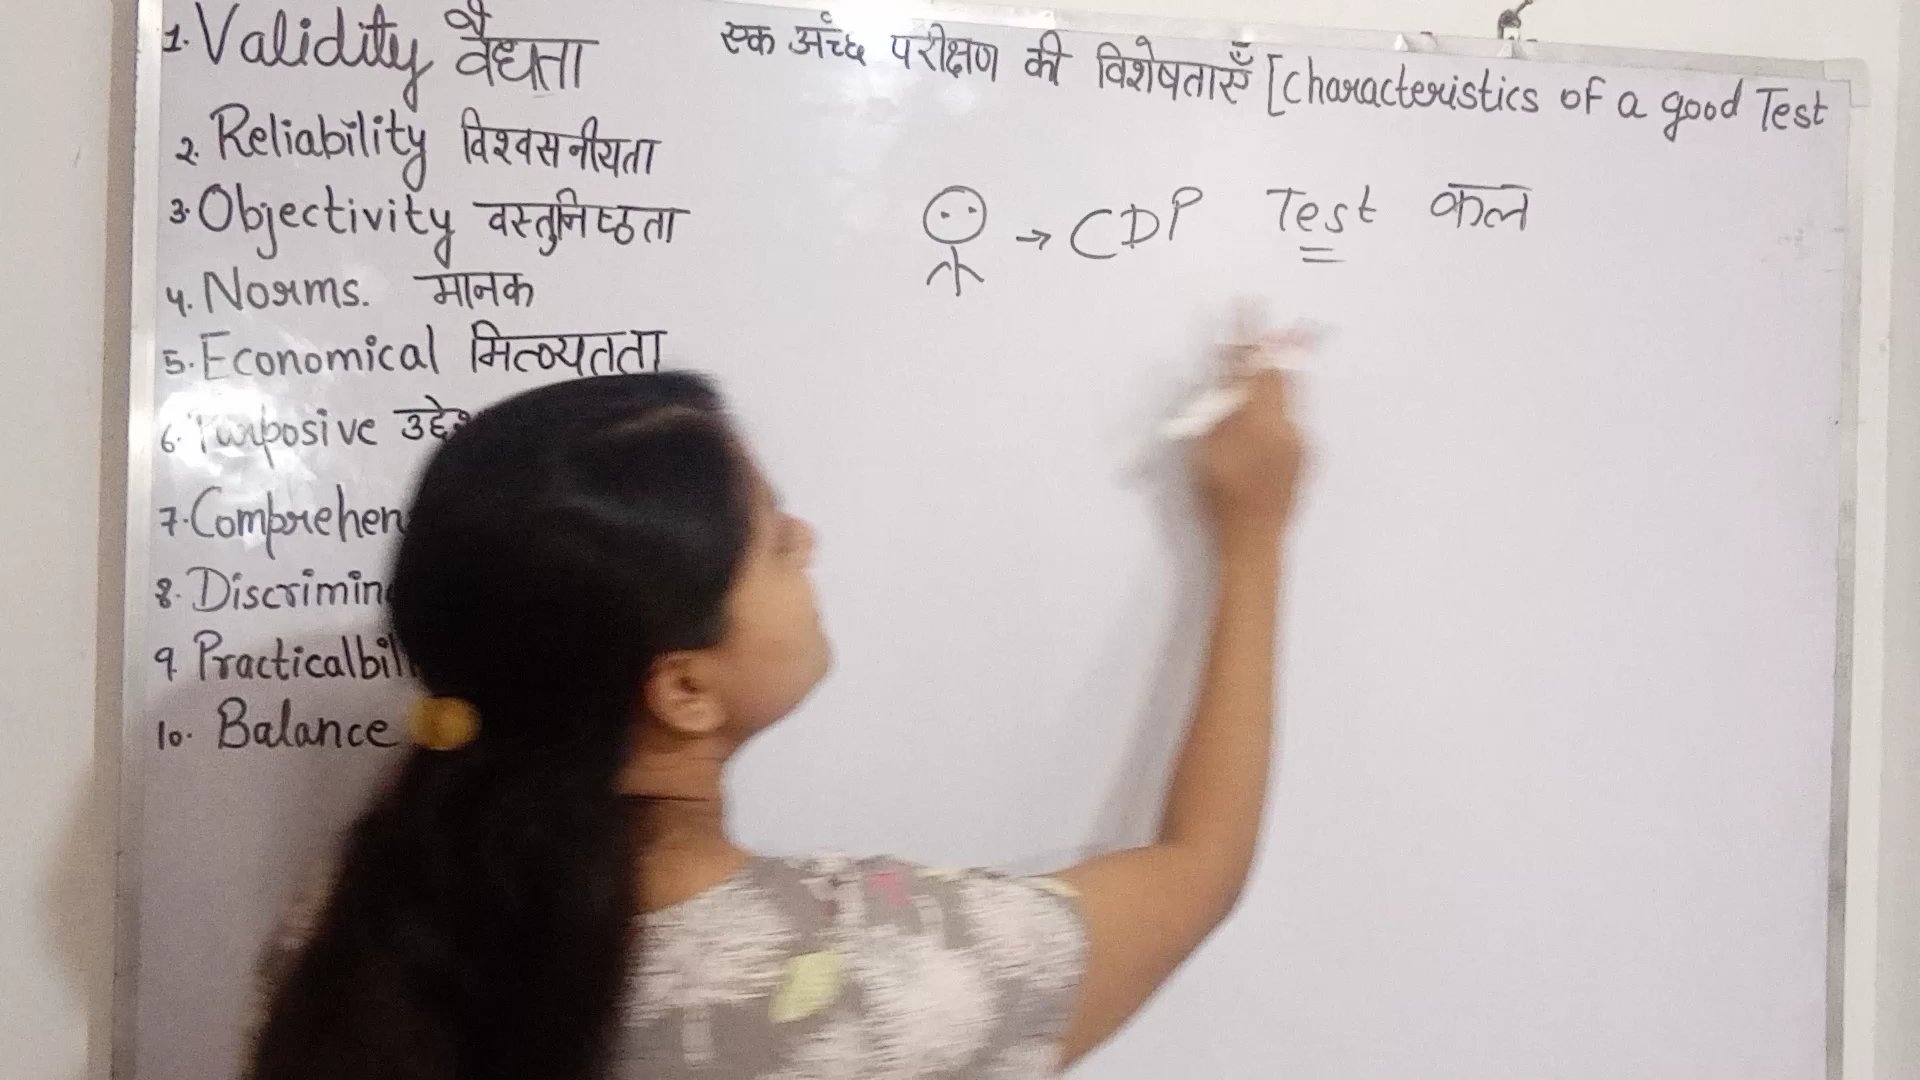 एक अच्छे परीक्षण की विशेषताएँ [Characteristics of a good Test
1. Validity वैधता
2. Reliability विश्वसनीयता
3. Objectivity वस्तुनिष्ठता
4. Norms. मानक
5. Economical मितव्यतता
6. Purposive
7. Comprehen
8. Discrimin
9. Practicalbil
10. Balance
→ CDP Test कल